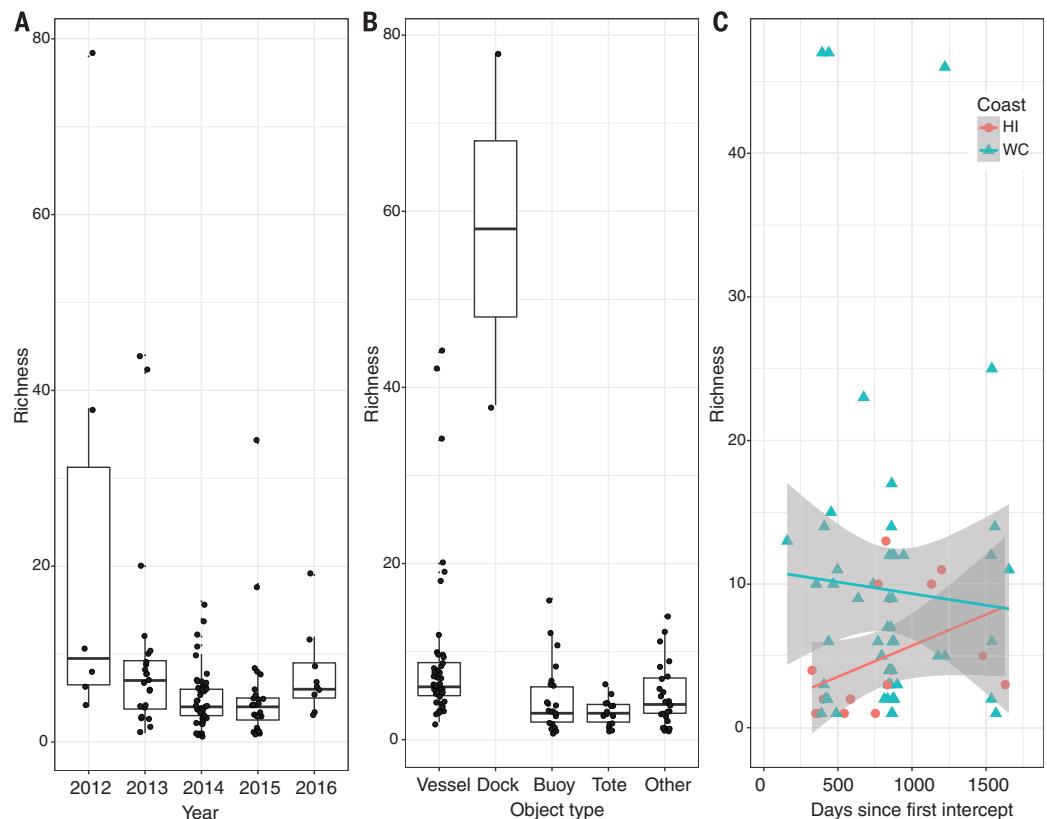 A
80
60
40
20
0
Richness
2012 2013 2014 2015 2016
Year
B
80
60
40
20
0
Richness
Vessel Dock Buoy Tote Other
Object type
C
40
30
20
10
0
Richness
Coast
HI
WC
0 500 1000 1500
Days since first intercept